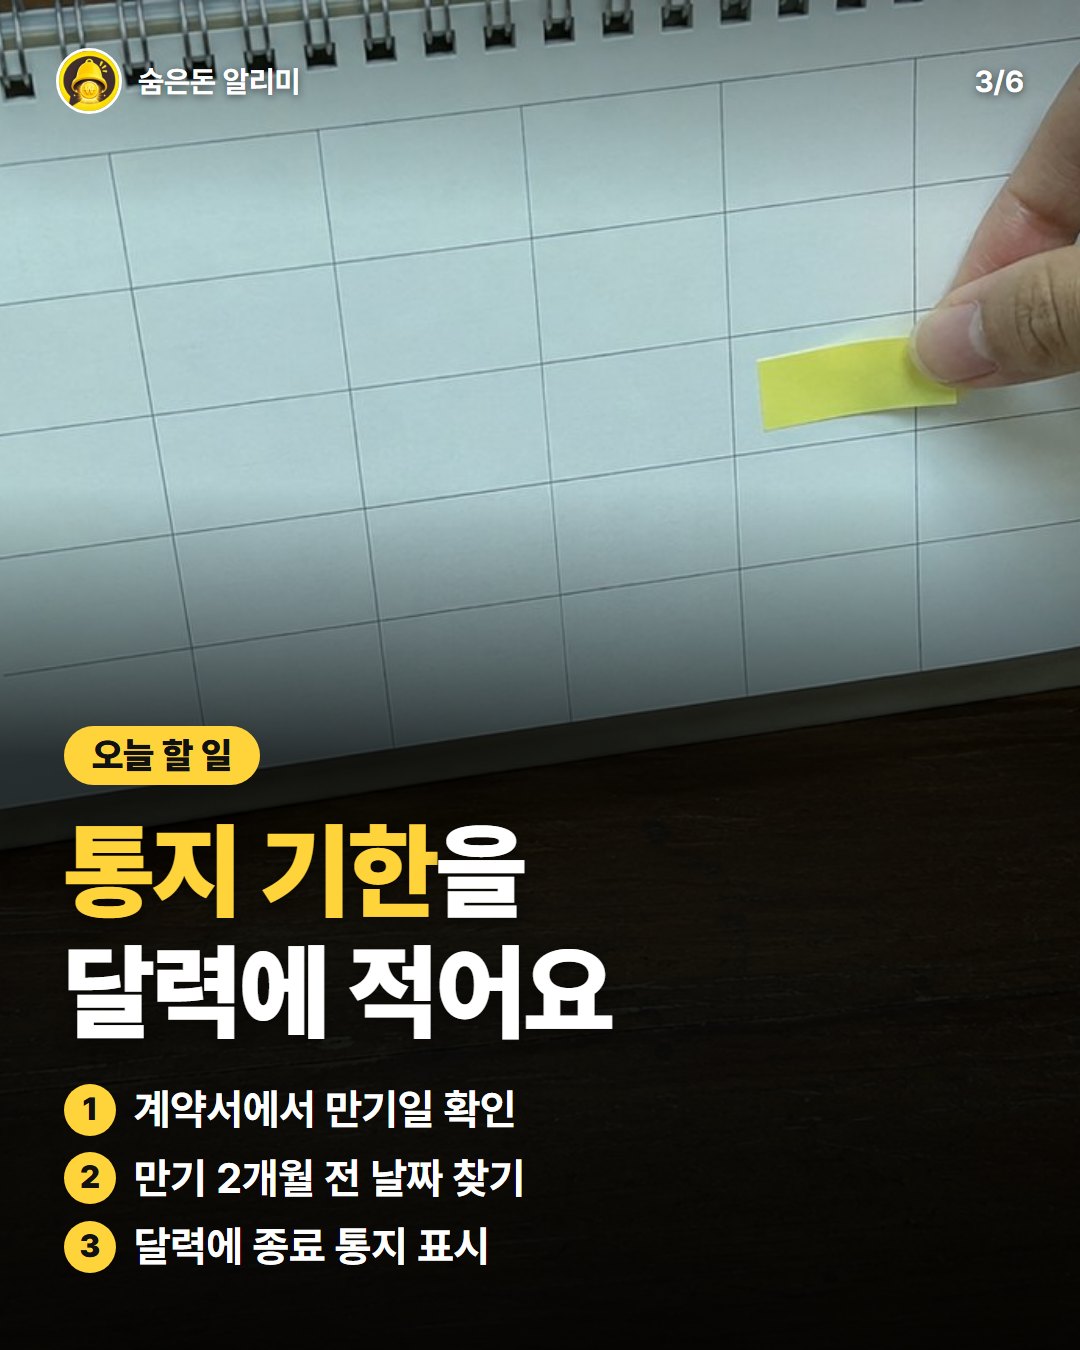 숨은돈 알리미
3/6
오늘 할 일
통지 기한을
달력에 적어요
1 계약서에서 만기일 확인
2 만기 2개월 전 날짜 찾기
3 달력에 종료 통지 표시